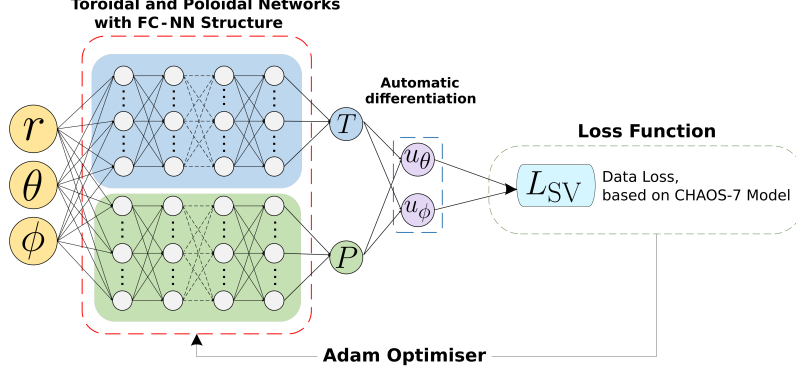 Toroidal and Poloidal Networks
with FC-NN Structure
Automatic
differentiation
Loss Function
r
θ
ϕ
T
P
u_θ
u_ϕ
L_SV
Data Loss,
based on CHAOS-7 Model
Adam Optimiser